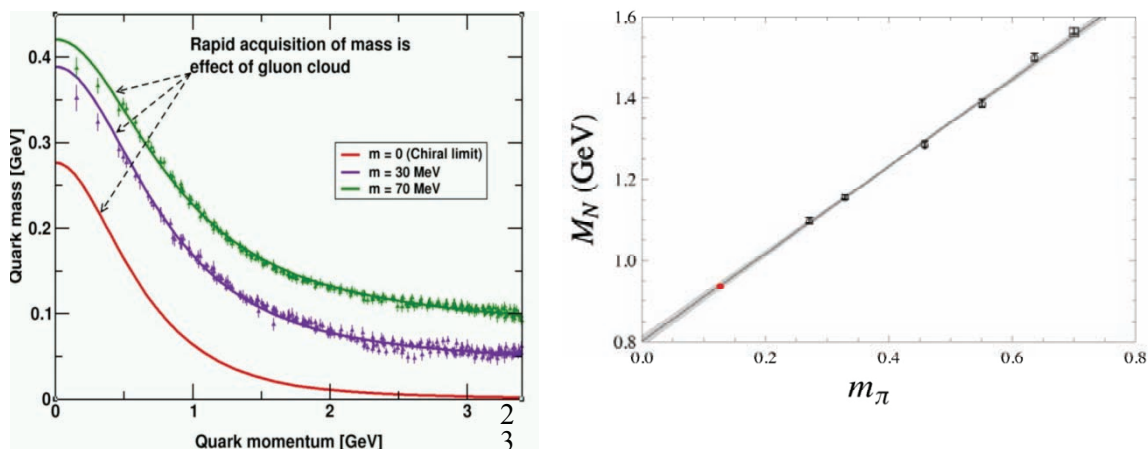 Rapid acquisition of mass is
effect of gluon cloud
m = 0 (Chiral limit)
m = 30 MeV
m = 70 MeV
Quark mass [GeV]
0.4
0.3
0.2
0.1
0
0 1 2 3
Quark momentum [GeV]
2
3
M_N (GeV)
1.6
1.4
1.2
1.0
0.8
0.0 0.2 0.4 0.6 0.8
m_π